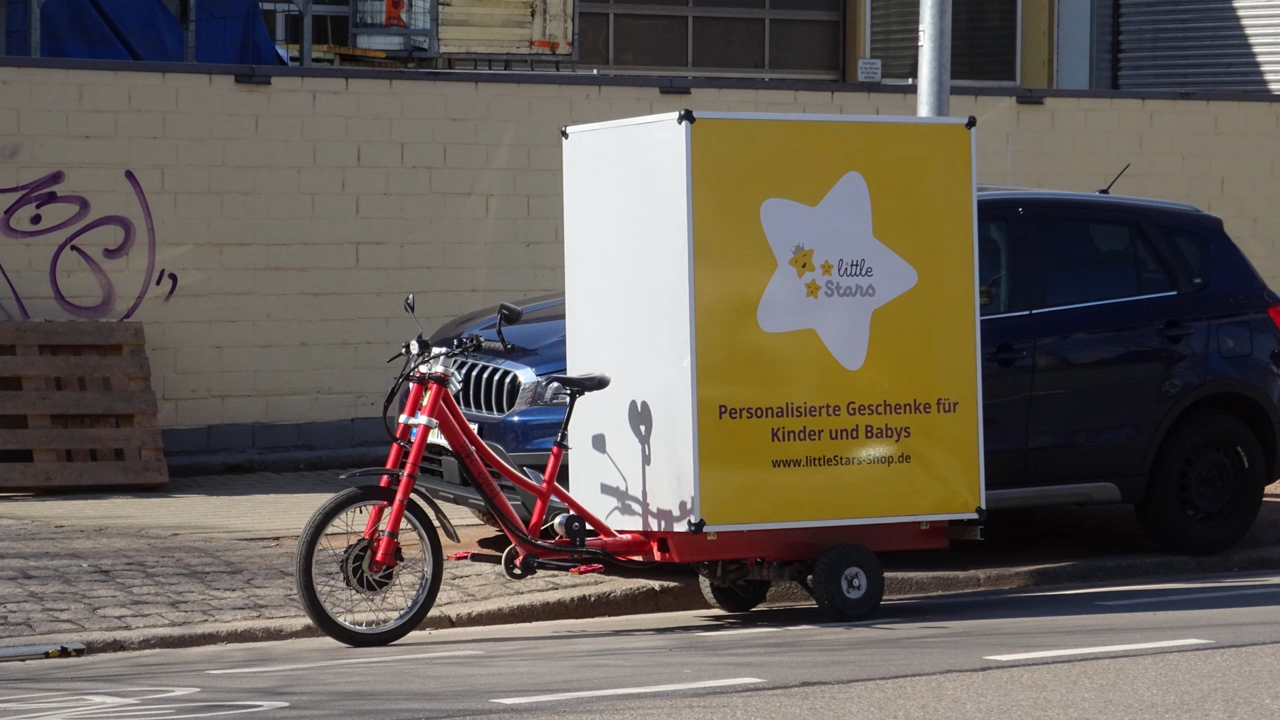 little
Stars
Personalisierte Geschenke für
Kinder und Babys
www.littleStars-Shop.de